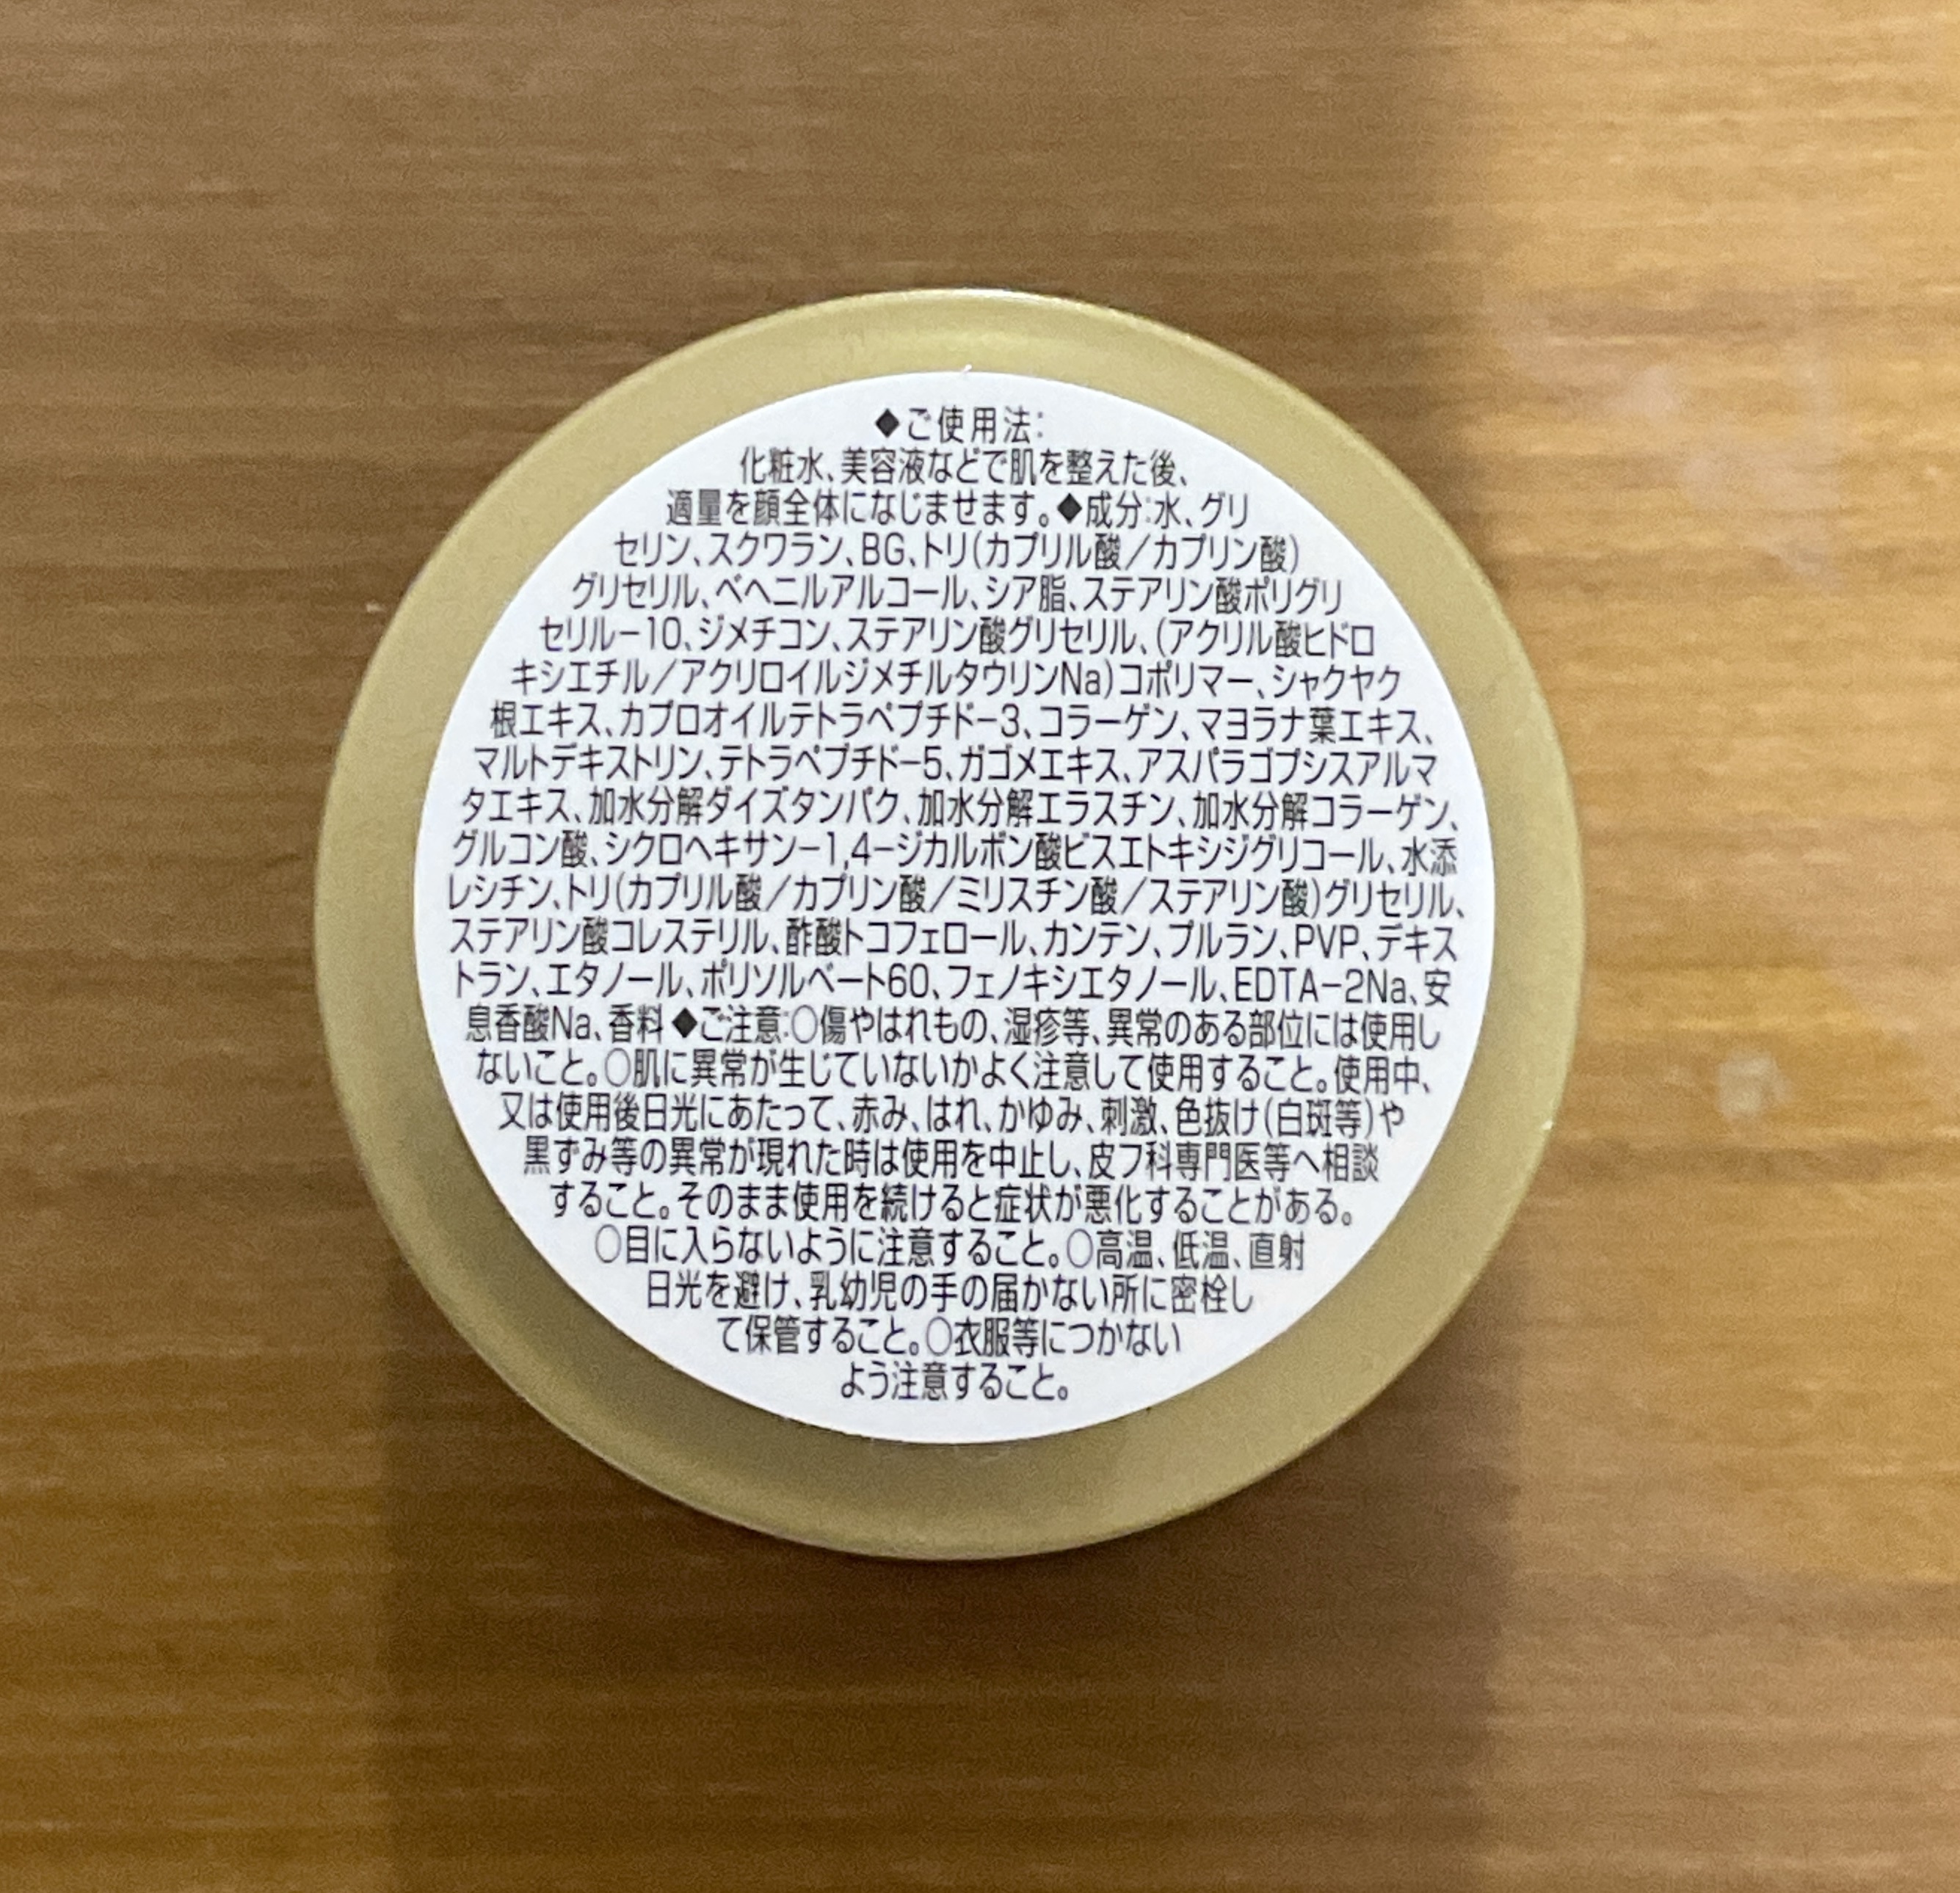 ◆ご使用法:
化粧水、美容液などで肌を整えた後、
適量を顔全体になじませます。◆成分:水、グリ
セリン、スクワラン、BG、トリ(カプリル酸／カプリン酸)
グリセリル、ベヘニルアルコール、シア脂、ステアリン酸ポリグリ
セリル－10、ジメチコン、ステアリン酸グリセリル、(アクリル酸ヒドロ
キシエチル／アクリロイルジメチルタウリンNa)コポリマー、シャクヤク
根エキス、カプロオイルテトラペプチド－3、コラーゲン、マヨラナ葉エキス、
マルトデキストリン、テトラペプチド－5、ガゴメエキス、アスパラゴプシスアルマ
タエキス、加水分解ダイズタンパク、加水分解エラスチン、加水分解コラーゲン、
グルコン酸、シクロヘキサン－1,4－ジカルボン酸ビスエトキシジグリコール、水添
レシチン、トリ(カプリル酸／カプリン酸／ミリスチン酸／ステアリン酸)グリセリル、
ステアリン酸コレステリル、酢酸トコフェロール、カンテン、プルラン、PVP、デキス
トラン、エタノール、ポリソルベート60、フェノキシエタノール、EDTA－2Na、安
息香酸Na、香料◆ご注意:○傷やはれもの、湿疹等、異常のある部位には使用し
ないこと。○肌に異常が生じていないかよく注意して使用すること。使用中、
又は使用後日光にあたって、赤み、はれ、かゆみ、刺激、色抜け(白斑等)や
黒ずみ等の異常が現れた時は使用を中止し、皮フ科専門医等へ相談
すること。そのまま使用を続けると症状が悪化することがある。
○目に入らないように注意すること。○高温、低温、直射
日光を避け、乳幼児の手の届かない所に密栓し
て保管すること。○衣服等につかない
よう注意すること。